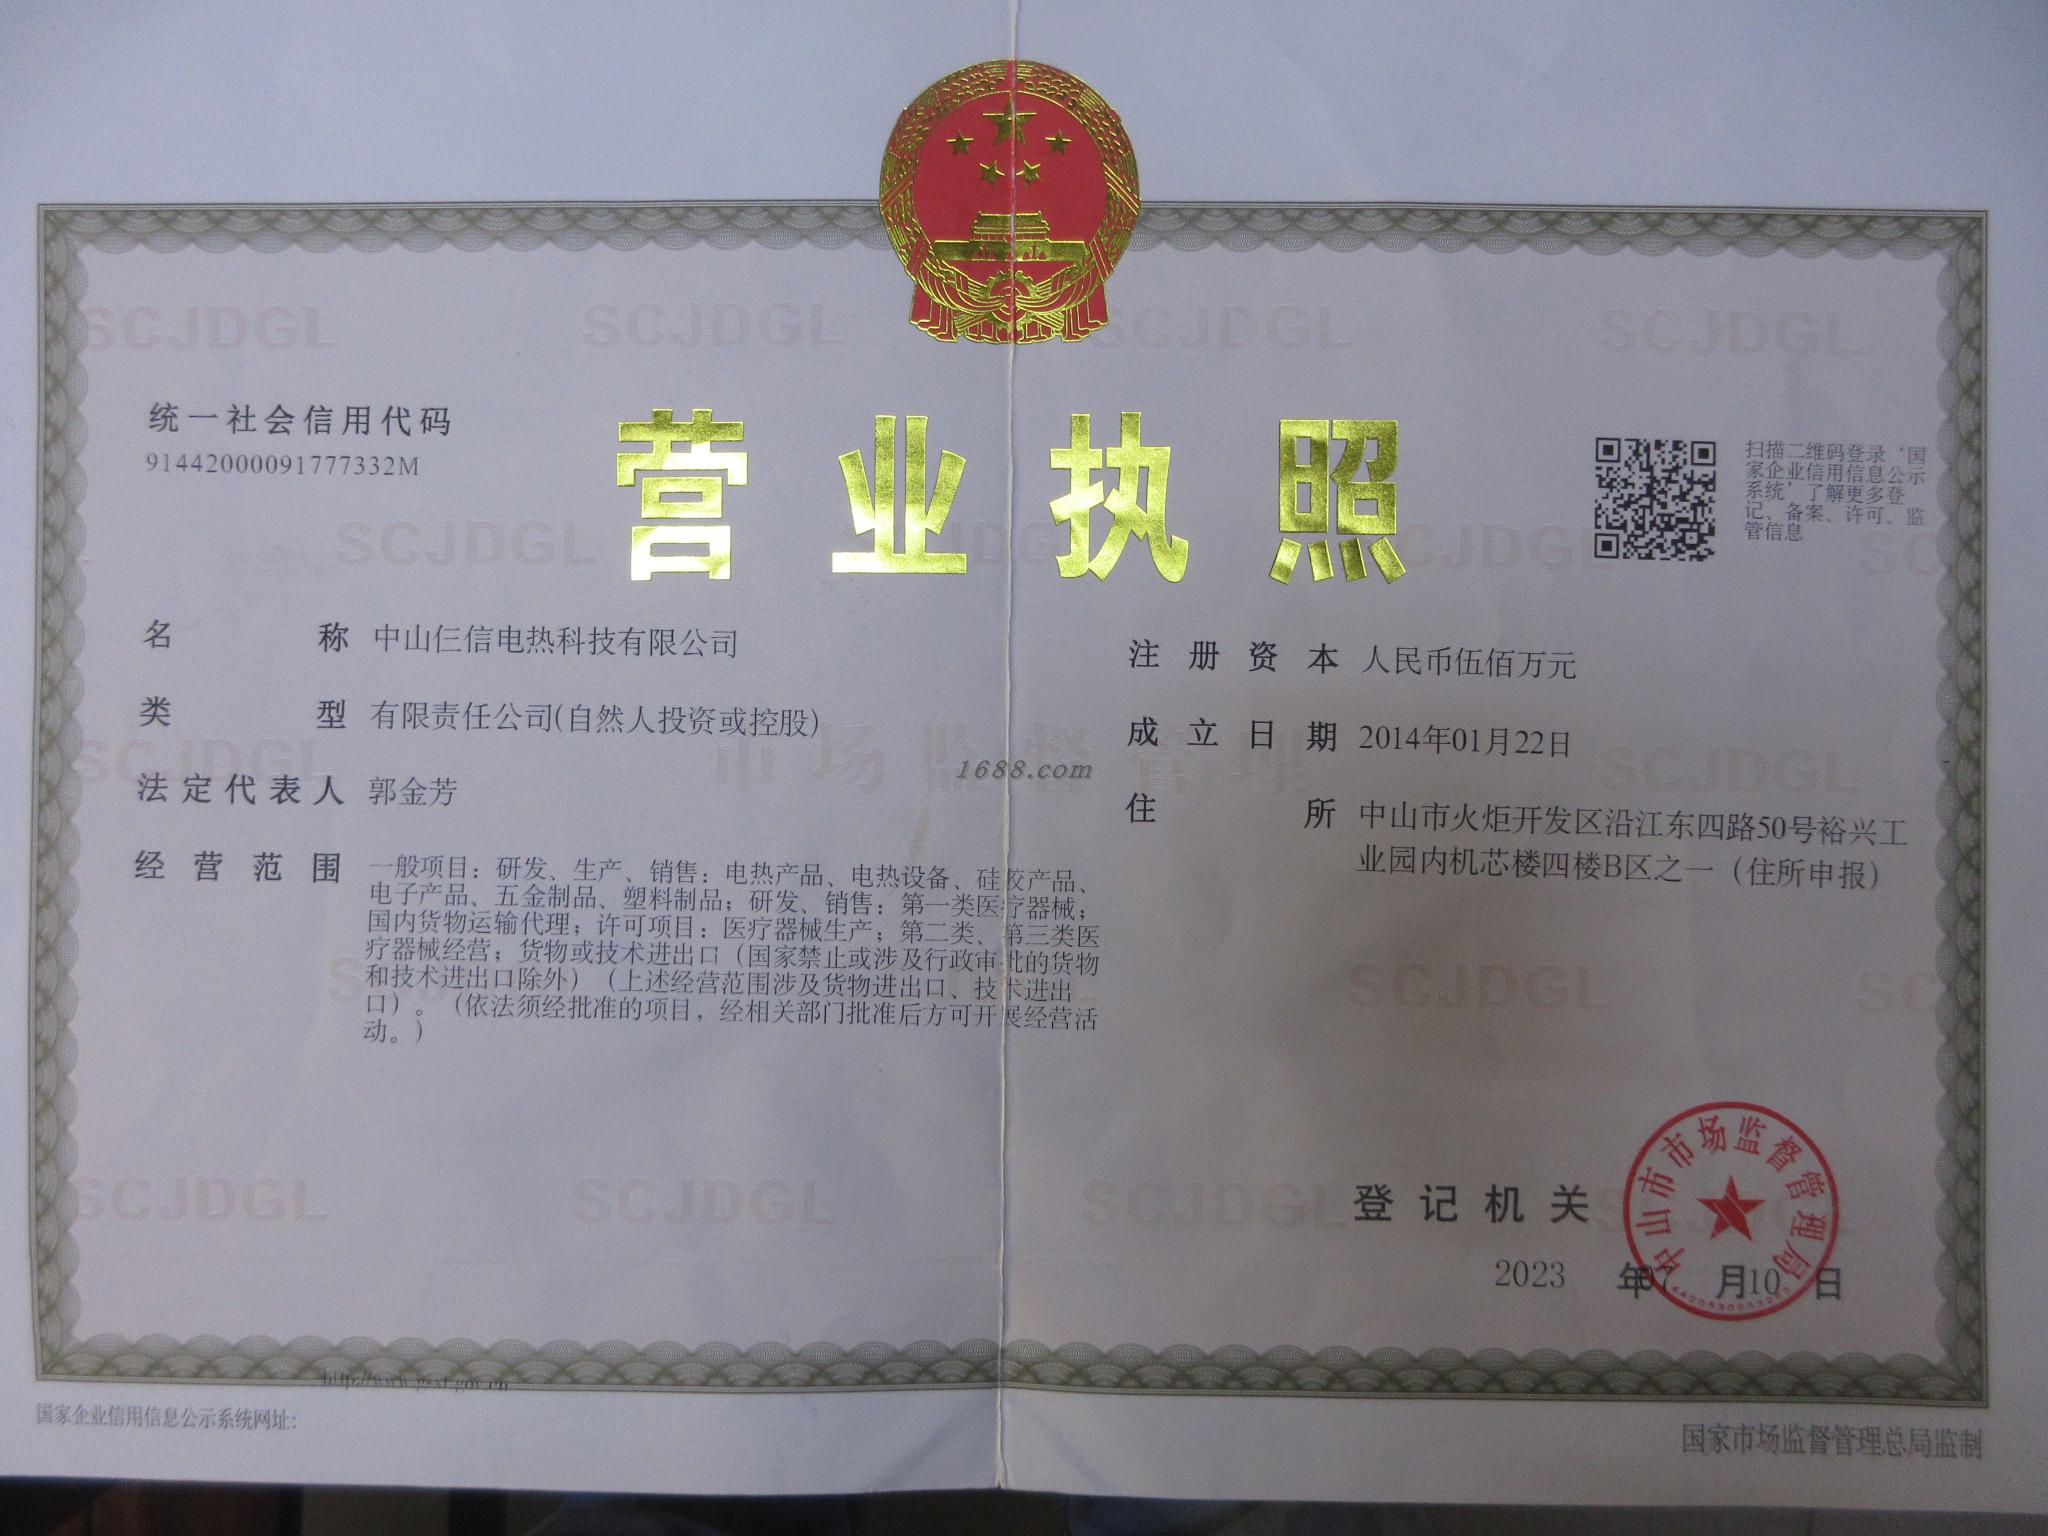 统一社会信用代码
91442000091777332M
营业执照
扫描二维码登录‘国
家企业信用信息公示
系统’了解更多登
记、备案、许可、监
管信息
名称 中山仨信电热科技有限公司
类型 有限责任公司(自然人投资或控股)
法定代表人 郭金芳
经营范围 一般项目：研发、生产、销售：电热产品、电热设备、硅胶产品、
电子产品、五金制品、塑料制品；研发、销售：第一类医疗器械；
国内货物运输代理；许可项目：医疗器械生产；第二类、第三类医
疗器械经营；货物或技术进出口（国家禁止或涉及行政审批的货物
和技术进出口除外）（上述经营范围涉及货物进出口、技术进出
口）。（依法须经批准的项目，经相关部门批准后方可开展经营活
动。）
注册资本 人民币伍佰万元
成立日期 2014年01月22日
住所 中山市火炬开发区沿江东四路50号裕兴工
业园内机芯楼四楼B区之一（住所申报）
市场监督管理
1688.com
SCJDGL
登记机关
中山市市场监督管理局
2023年07月10日
国家企业信用信息公示系统网址：
国家市场监督管理总局监制